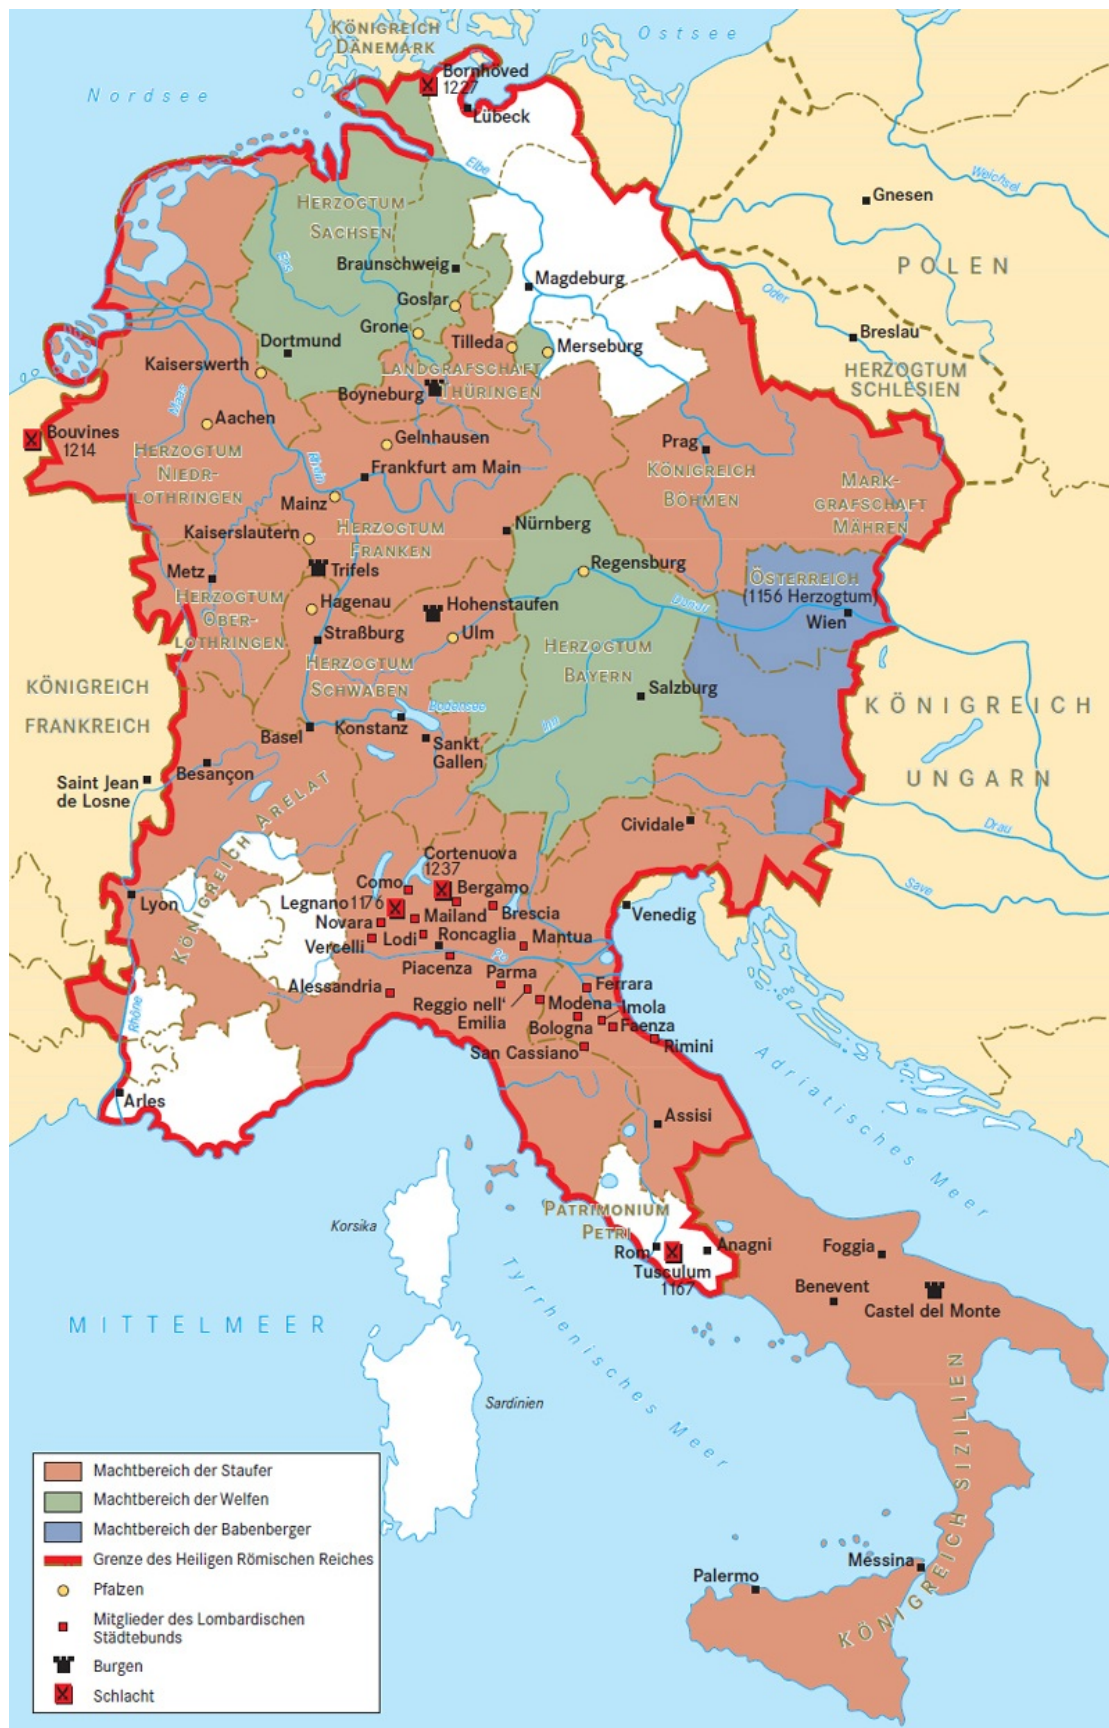 KÖNIGREICH
DÄNEMARK
Ostsee
Nordsee
Bornhöved
1227
Lübeck
Elbe
Weichsel
Gnesen
HERZOGTUM
SACHSEN
Ems
Braunschweig
POLEN
Magdeburg
Oder
Goslar
Grone
Dortmund
Tilleda
Merseburg
Breslau
Kaiserswerth
LANDGRAFSCHAFT
THÜRINGEN
HERZOGTUM
SCHLESIEN
Boyneburg
Maas
Aachen
Bouvines
1214
Gelnhausen
Prag
HERZOGTUM
NIEDR-
LOTHRINGEN
Rhein
Frankfurt am Main
KÖNIGREICH
BÖHMEN
MARK-
GRAFSCHAFT
MÄHREN
Mainz
Kaiserslautern
HERZOGTUM
FRANKEN
Nürnberg
Regensburg
Metz
Trifels
ÖSTERREICH
(1156 Herzogtum)
Wien
HERZOGTUM
OBER-
LOTHRINGEN
Hagenau
Hohenstaufen
Donau
Straßburg
Ulm
HERZOGTUM
BAYERN
HERZOGTUM
SCHWABEN
Salzburg
KÖNIGREICH
FRANKREICH
KÖNIGREICH
UNGARN
Bodensee
Inn
Basel
Konstanz
Sankt
Gallen
Besançon
Saint Jean
de Losne
Drau
Cividale
KÖNIGREICH ARELAT
Save
Cortenuova
1237
Como
Bergamo
Lyon
Legnano 1176
Brescia
Venedig
Novara
Mailand
Vercelli
Lodi
Roncaglia
Mantua
Po
Piacenza
Parma
Alessandria
Ferrara
Reggio nell'
Emilia
Modena
Imola
Bologna
Faenza
San Cassiano
Rimini
Rhône
Arles
Adriatisches Meer
Assisi
Korsika
PATRIMONIUM
PETRI
Rom
Anagni
Tusculum
1167
Foggia
Benevent
Castel del Monte
Tyrrhenisches Meer
MITTELMEER
Sardinien
KÖNIGREICH SIZILIEN
Messina
Palermo
Machtbereich der Staufer
Machtbereich der Welfen
Machtbereich der Babenberger
Grenze des Heiligen Römischen Reiches
Pfalzen
Mitglieder des Lombardischen
Städtebunds
Burgen
Schlacht